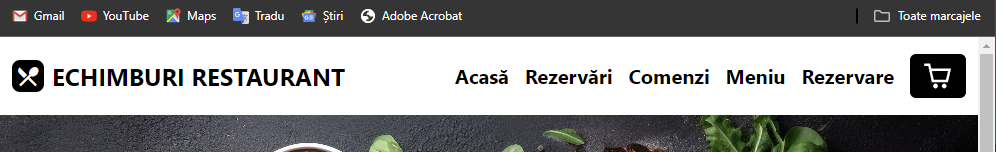 Gmail YouTube Maps Tradu Știri Adobe Acrobat Toate marcajele
ECHIMBURI RESTAURANT Acasă Rezervări Comenzi Meniu Rezervare